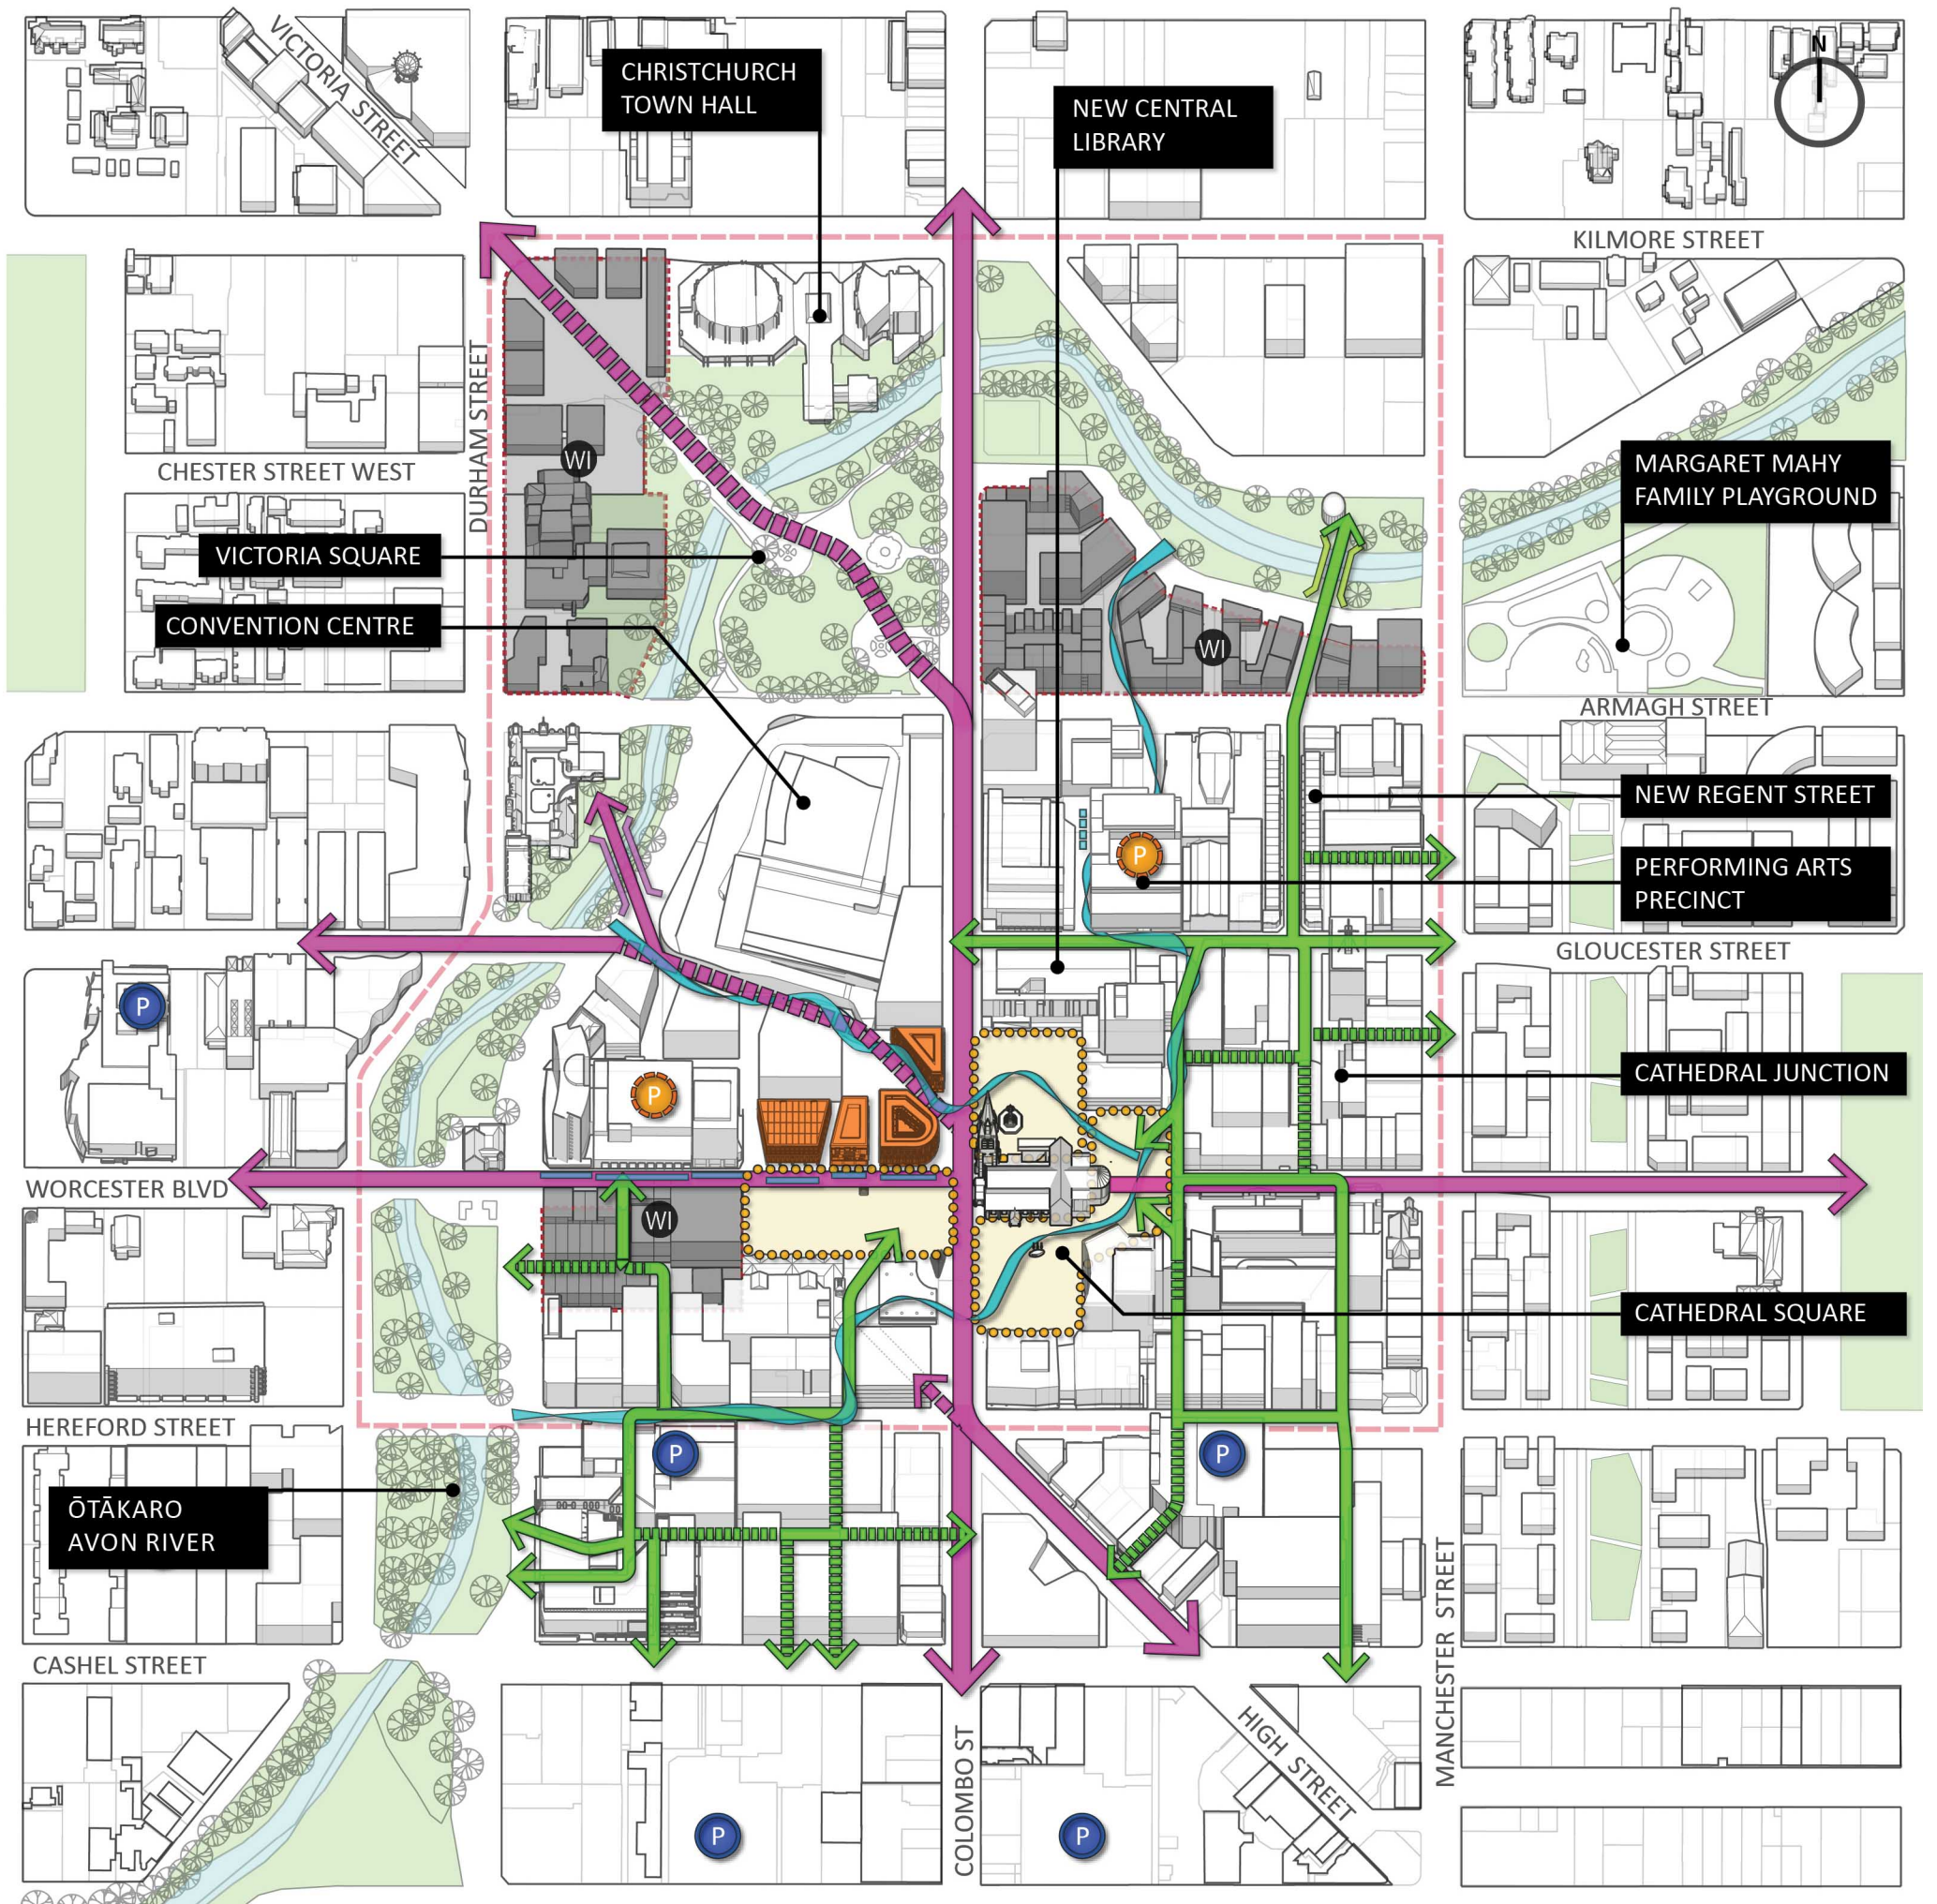 VICTORIA STREET
CHRISTCHURCH
TOWN HALL
NEW CENTRAL
LIBRARY
N
KILMORE STREET
DURHAM STREET
CHESTER STREET WEST
WI
MARGARET MAHY
FAMILY PLAYGROUND
VICTORIA SQUARE
CONVENTION CENTRE
WI
ARMAGH STREET
NEW REGENT STREET
P
PERFORMING ARTS
PRECINCT
GLOUCESTER STREET
P
P
CATHEDRAL JUNCTION
WORCESTER BLVD
WI
CATHEDRAL SQUARE
HEREFORD STREET
P
P
ŌTĀKARO
AVON RIVER
MANCHESTER STREET
CASHEL STREET
COLOMBO ST
HIGH STREET
P
P